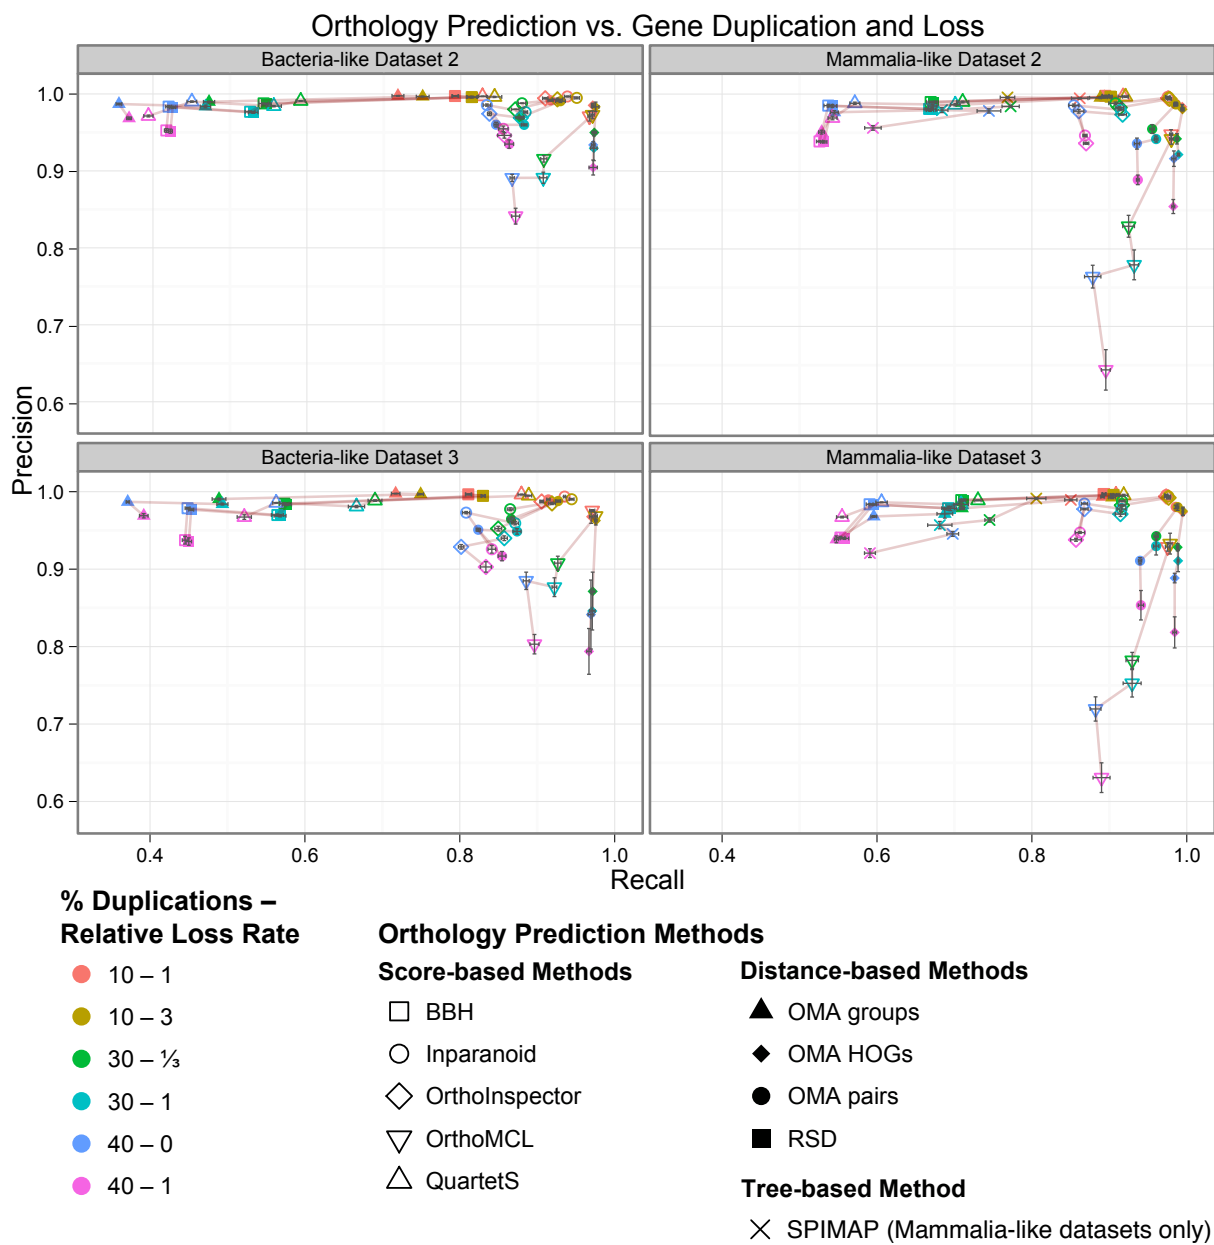 Orthology Prediction vs. Gene Duplication and Loss
Bacteria-like Dataset 2
Mammalia-like Dataset 2
1.0
0.9
0.8
0.7
0.6
Precision
Bacteria-like Dataset 3
Mammalia-like Dataset 3
1.0
0.9
0.8
0.7
0.6
0.4 0.6 0.8 1.0 0.4 0.6 0.8 1.0
Recall
% Duplications –
Relative Loss Rate
10 – 1
10 – 3
30 – ⅓
30 – 1
40 – 0
40 – 1
Orthology Prediction Methods
Score-based Methods
BBH
Inparanoid
OrthoInspector
OrthoMCL
QuartetS
Distance-based Methods
OMA groups
OMA HOGs
OMA pairs
RSD
Tree-based Method
SPIMAP (Mammalia-like datasets only)